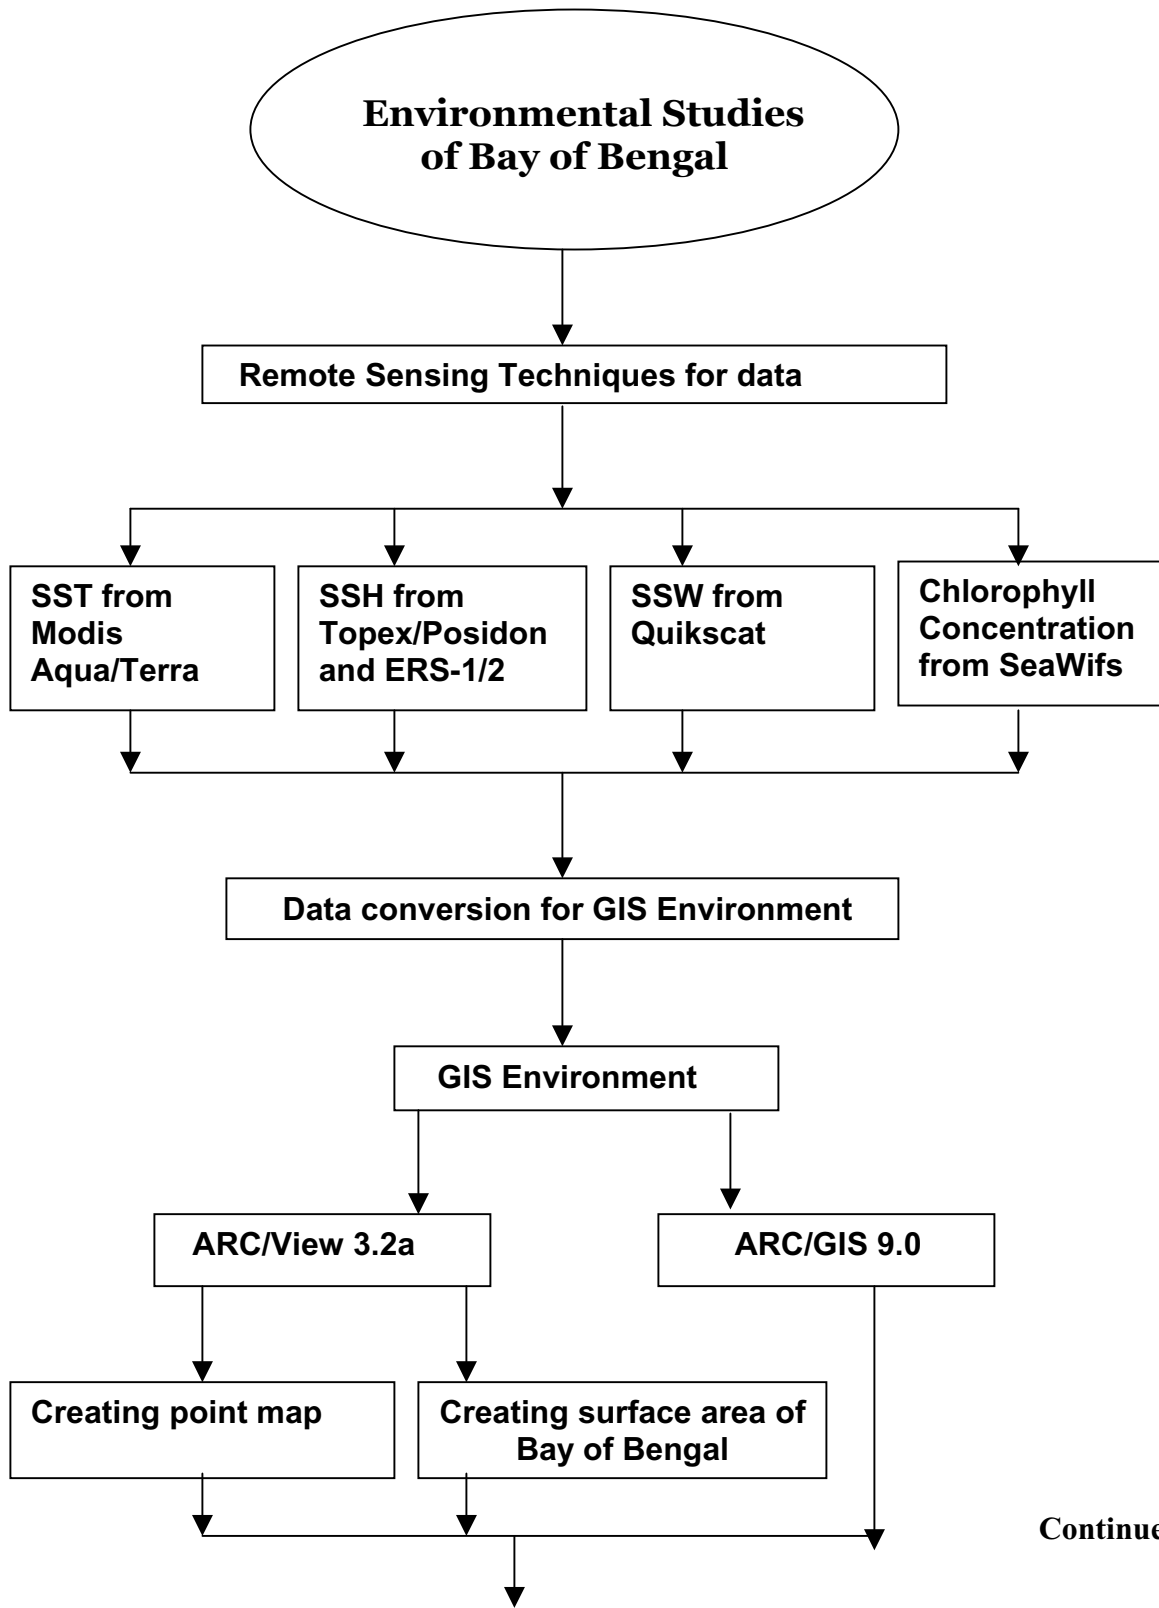 Environmental Studies
of Bay of Bengal
Remote Sensing Techniques for data
SST from
Modis
Aqua/Terra
SSH from
Topex/Posidon
and ERS-1/2
SSW from
Quikscat
Chlorophyll
Concentration
from SeaWifs
Data conversion for GIS Environment
GIS Environment
ARC/View 3.2a
ARC/GIS 9.0
Creating point map
Creating surface area of
Bay of Bengal
Continue